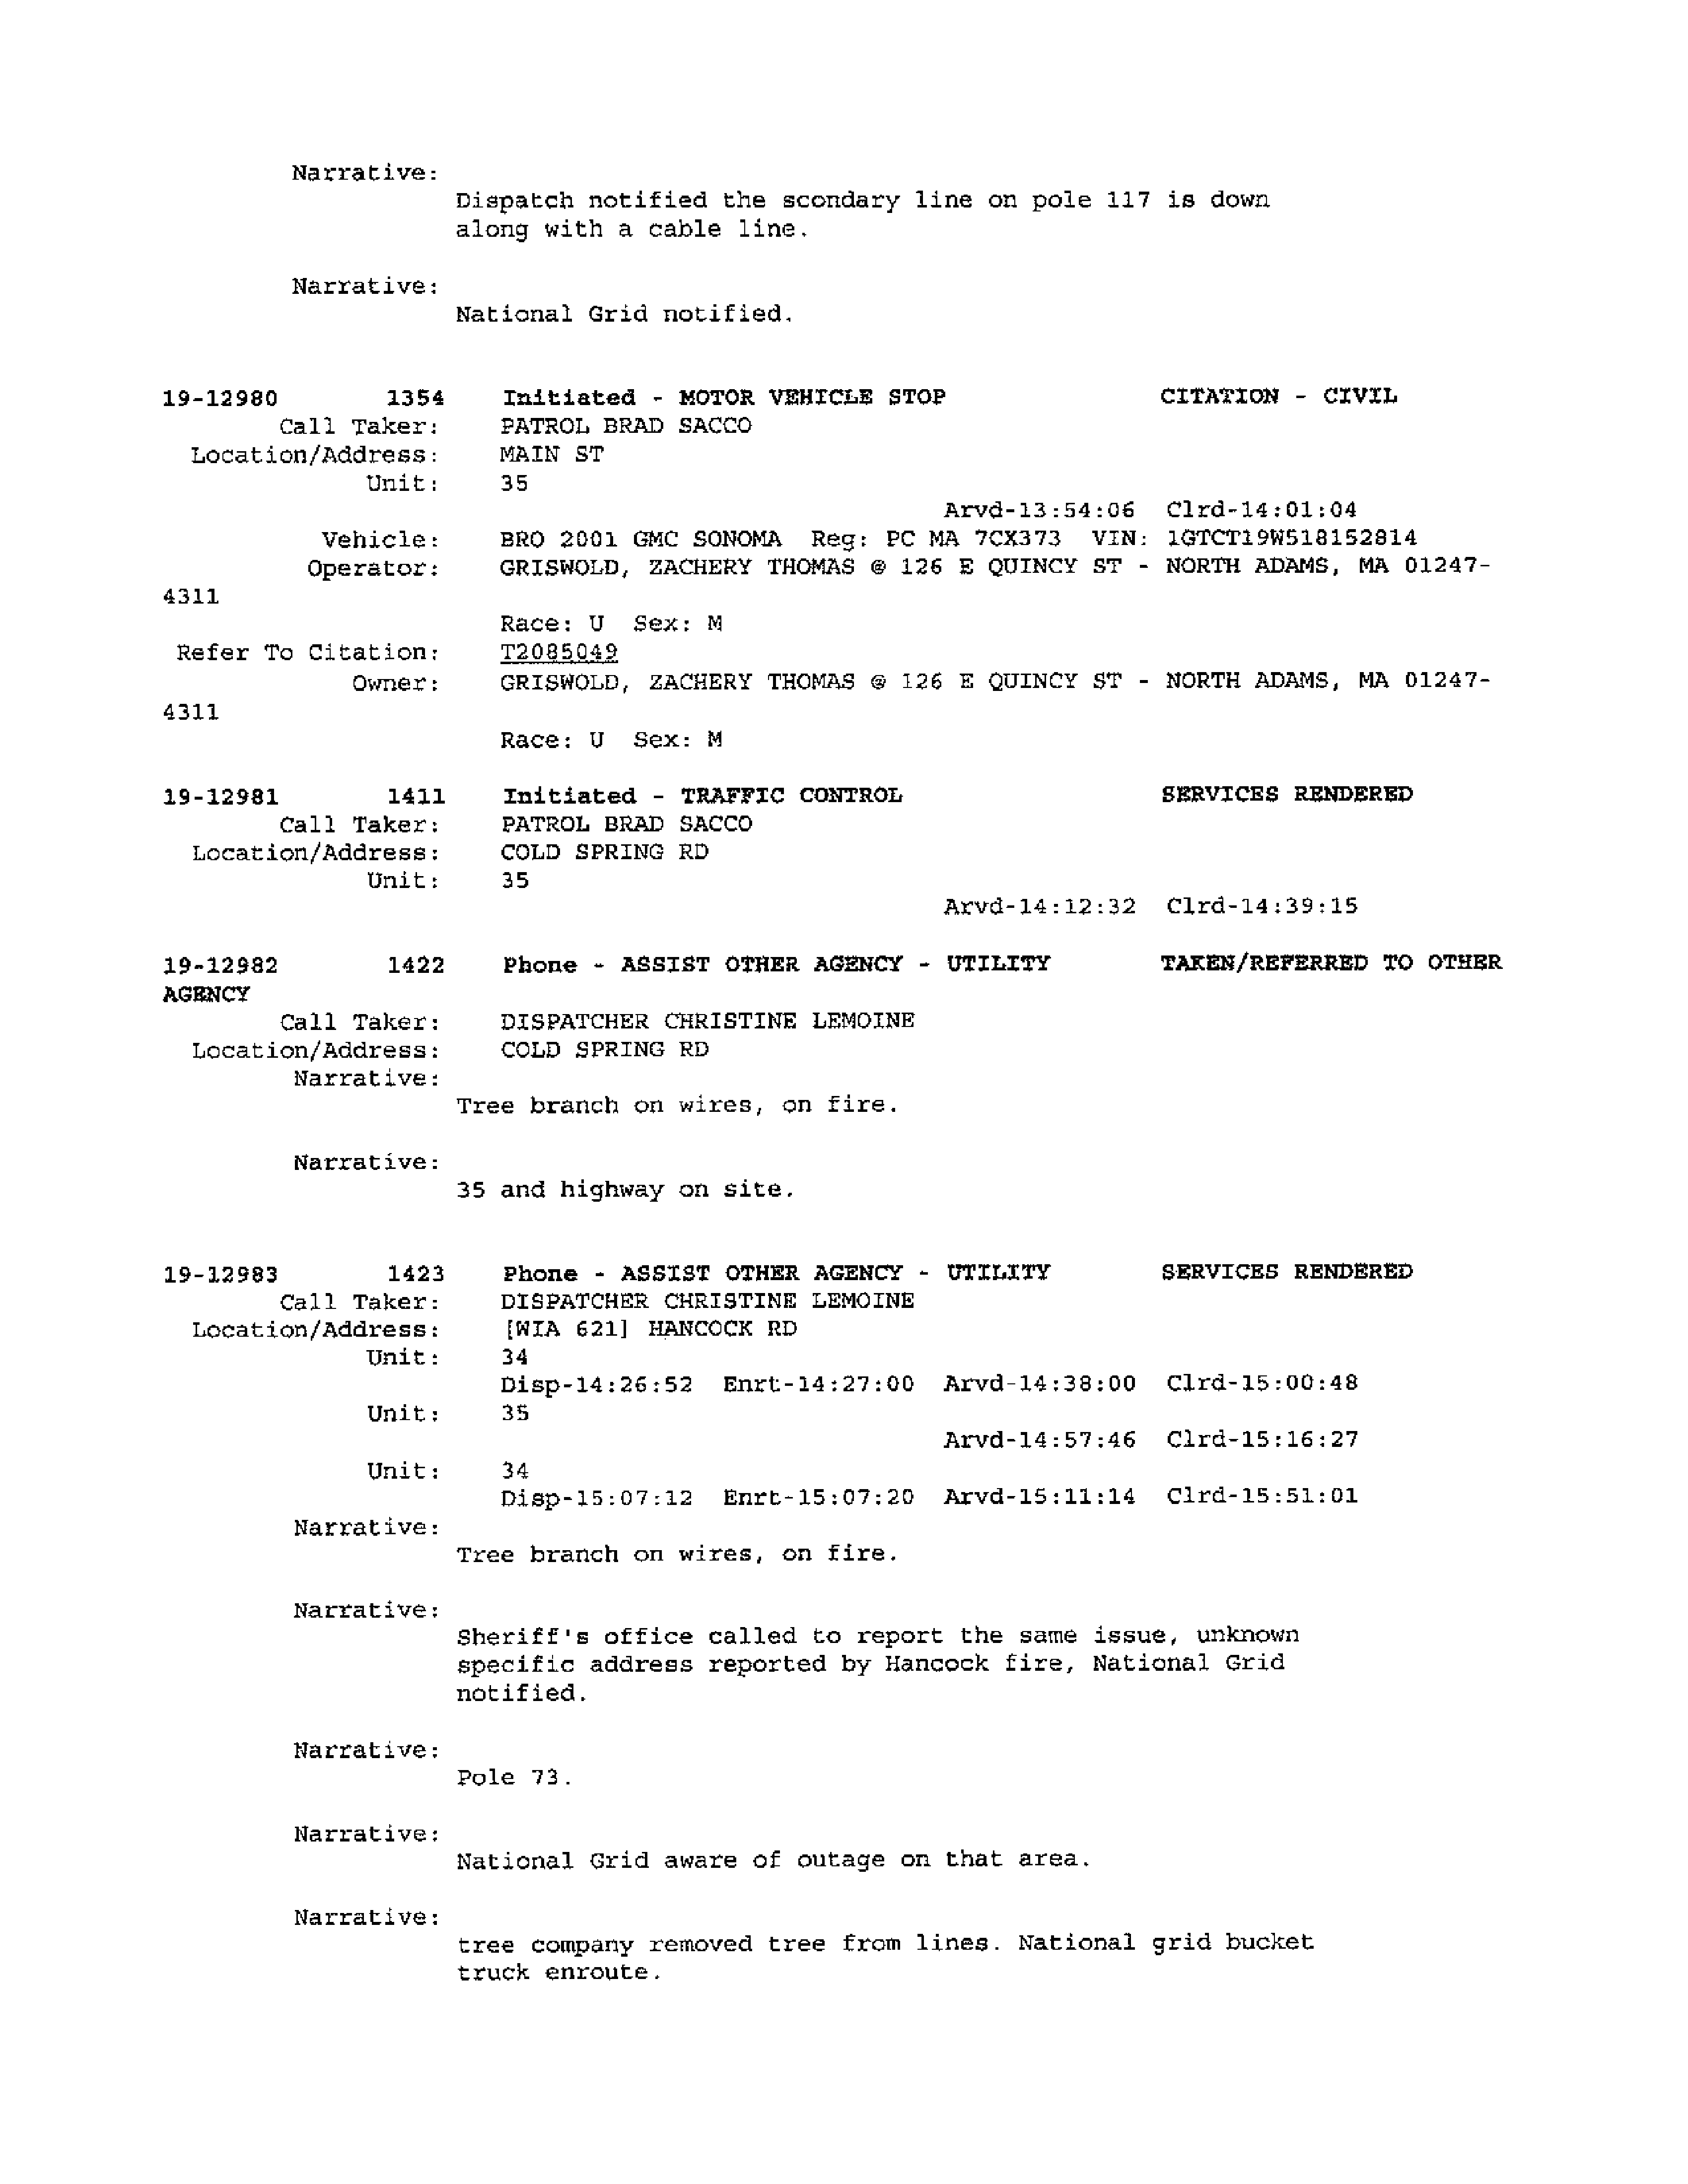 Narrative:
Dispatch notified the scondary line on pole 117 is down
along with a cable line.
Narrative:
National Grid notified.
19-12980 1354 Initiated - MOTOR VEHICLE STOP CITATION - CIVIL
Call Taker: PATROL BRAD SACCO
Location/Address: MAIN ST
Unit: 35
Arvd-13:54:06 Clrd-14:01:04
Vehicle: BRO 2001 GMC SONOMA Reg: PC MA 7CX373 VIN: 1GTCT19W518152814
Operator: GRISWOLD, ZACHERY THOMAS @ 126 E QUINCY ST - NORTH ADAMS, MA 01247-
4311
Race: U Sex: M
Refer To Citation: T2085049
Owner: GRISWOLD, ZACHERY THOMAS @ 126 E QUINCY ST - NORTH ADAMS, MA 01247-
4311
Race: U Sex: M
19-12981 1411 Initiated - TRAFFIC CONTROL SERVICES RENDERED
Call Taker: PATROL BRAD SACCO
Location/Address: COLD SPRING RD
Unit: 35
Arvd-14:12:32 Clrd-14:39:15
19-12982 1422 Phone - ASSIST OTHER AGENCY - UTILITY TAKEN/REFERRED TO OTHER
AGENCY
Call Taker: DISPATCHER CHRISTINE LEMOINE
Location/Address: COLD SPRING RD
Narrative:
Tree branch on wires, on fire.
Narrative:
35 and highway on site.
19-12983 1423 Phone - ASSIST OTHER AGENCY - UTILITY SERVICES RENDERED
Call Taker: DISPATCHER CHRISTINE LEMOINE
Location/Address: [WIA 621] HANCOCK RD
Unit: 34
Disp-14:26:52 Enrt-14:27:00 Arvd-14:38:00 Clrd-15:00:48
Unit: 35
Arvd-14:57:46 Clrd-15:16:27
Unit: 34
Disp-15:07:12 Enrt-15:07:20 Arvd-15:11:14 Clrd-15:51:01
Narrative:
Tree branch on wires, on fire.
Narrative:
Sheriff's office called to report the same issue, unknown
specific address reported by Hancock fire, National Grid
notified.
Narrative:
Pole 73.
Narrative:
National Grid aware of outage on that area.
Narrative:
tree company removed tree from lines. National grid bucket
truck enroute.